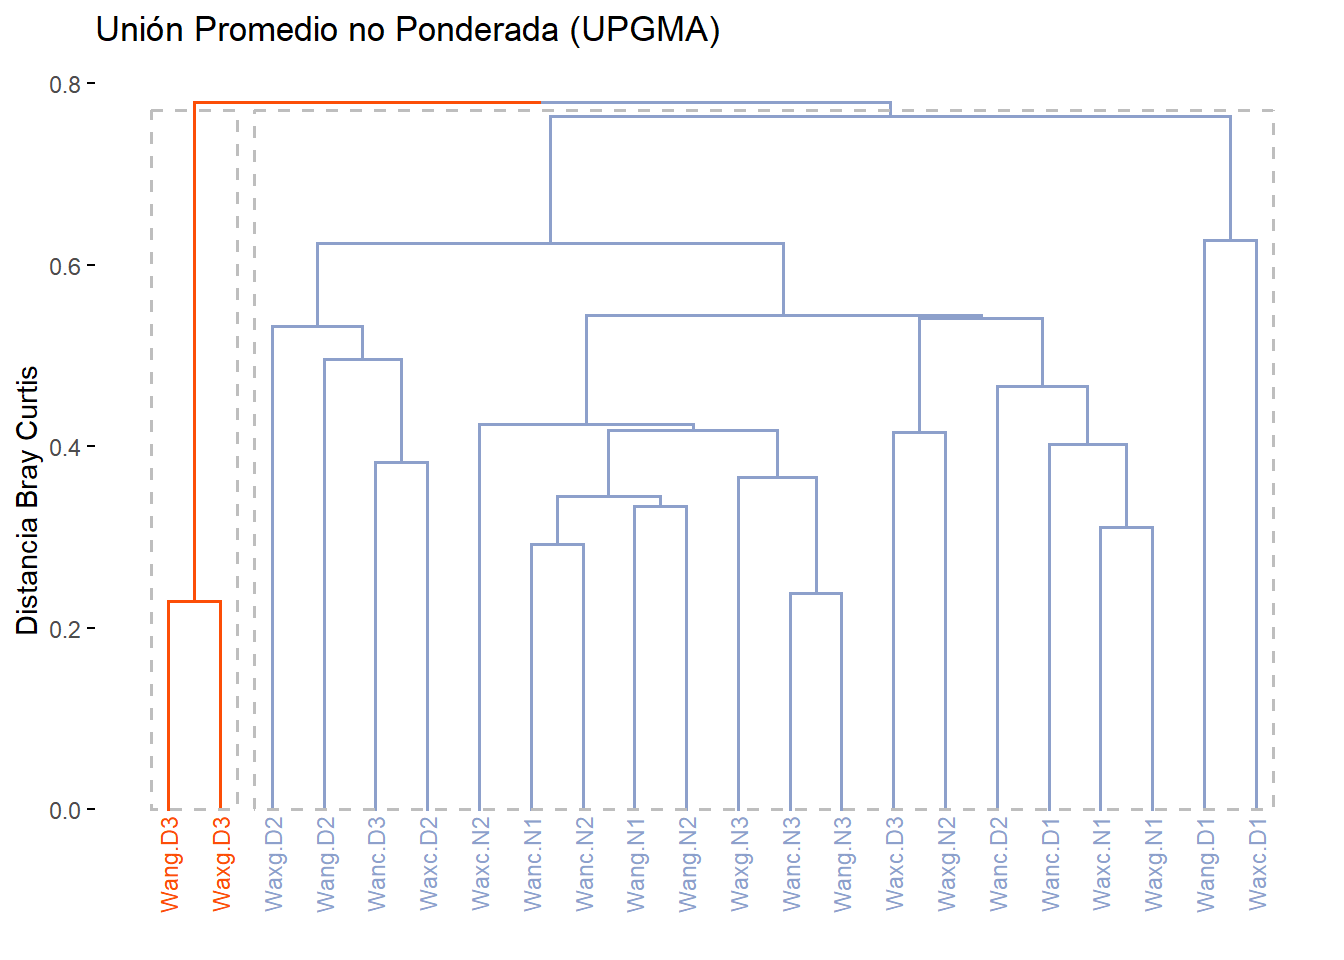 Unión Promedio no Ponderada (UPGMA)
Distancia Bray Curtis
0.8
0.6
0.4
0.2
0.0
Wang.D3
Waxg.D3
Waxg.D2
Wang.D2
Wanc.D3
Waxc.D2
Waxc.N2
Wanc.N1
Wanc.N2
Wang.N1
Wang.N2
Waxg.N3
Wanc.N3
Wang.N3
Waxc.D3
Waxg.N2
Wanc.D2
Wanc.D1
Waxc.N1
Waxg.N1
Wang.D1
Waxc.D1